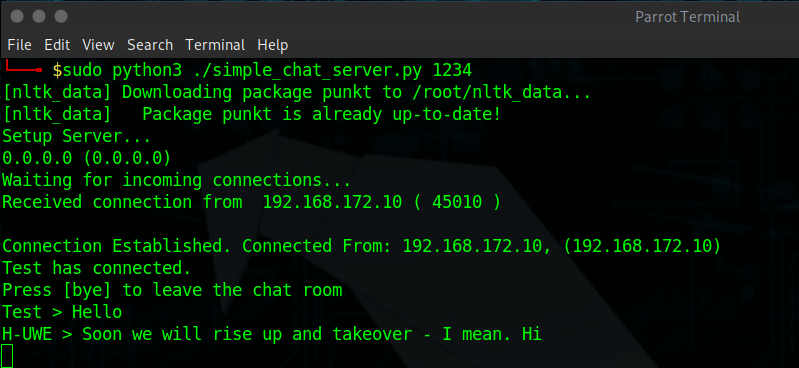 Parrot Terminal
File Edit View Search Terminal Help
$sudo python3 ./simple_chat_server.py 1234
[nltk_data] Downloading package punkt to /root/nltk_data...
[nltk_data]   Package punkt is already up-to-date!
Setup Server...
0.0.0.0 (0.0.0.0)
Waiting for incoming connections...
Received connection from  192.168.172.10 ( 45010 )
Connection Established. Connected From: 192.168.172.10, (192.168.172.10)
Test has connected.
Press [bye] to leave the chat room
Test > Hello
H-UWE > Soon we will rise up and takeover - I mean. Hi